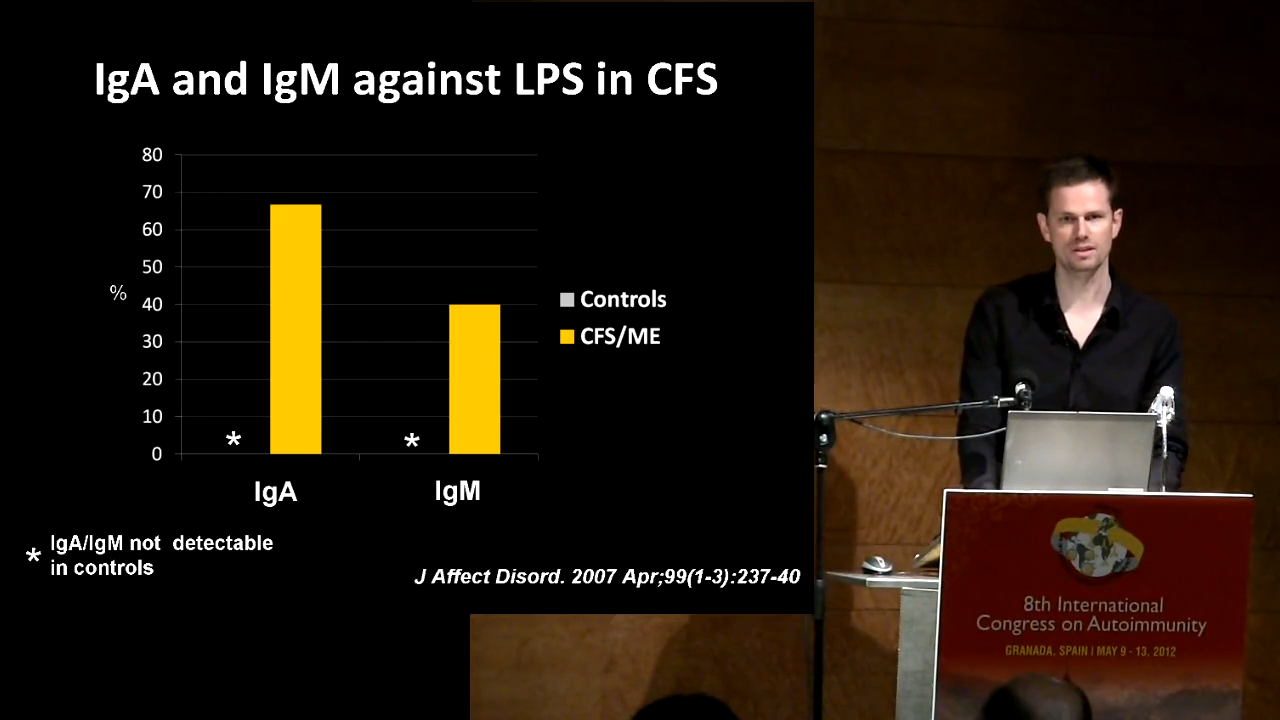 IgA and IgM against LPS in CFS
80
70
60
50
%
40
30
20
10
0
*
*
IgA
IgM
Controls
CFS/ME
* IgA/IgM not detectable
in controls
J Affect Disord. 2007 Apr;99(1-3):237-40
8th International
Congress on Autoimmunity
GRANADA, SPAIN | MAY 9 - 13, 2012